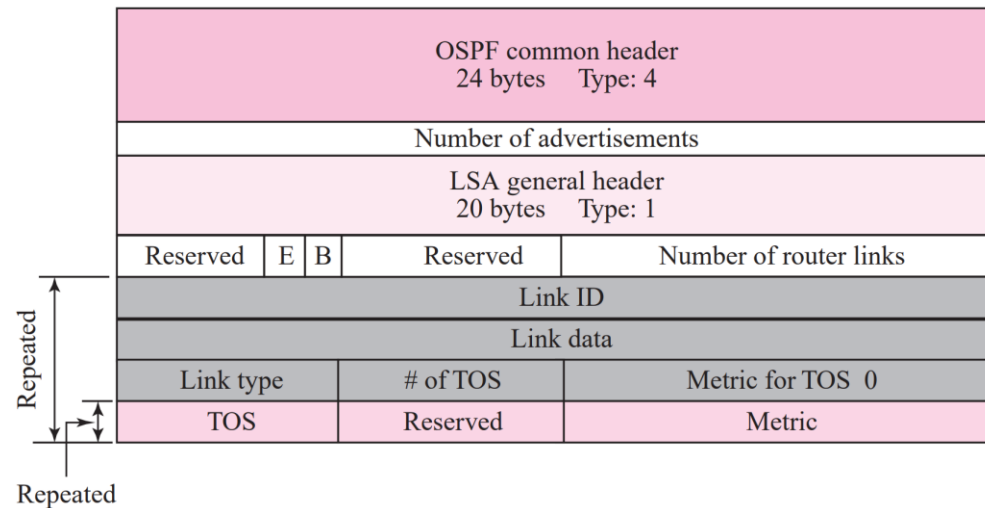 OSPF common header
24 bytes Type: 4
Number of advertisements
LSA general header
20 bytes Type: 1
Reserved E B Reserved Number of router links
Link ID
Link data
Link type # of TOS Metric for TOS 0
TOS Reserved Metric
Repeated
Repeated